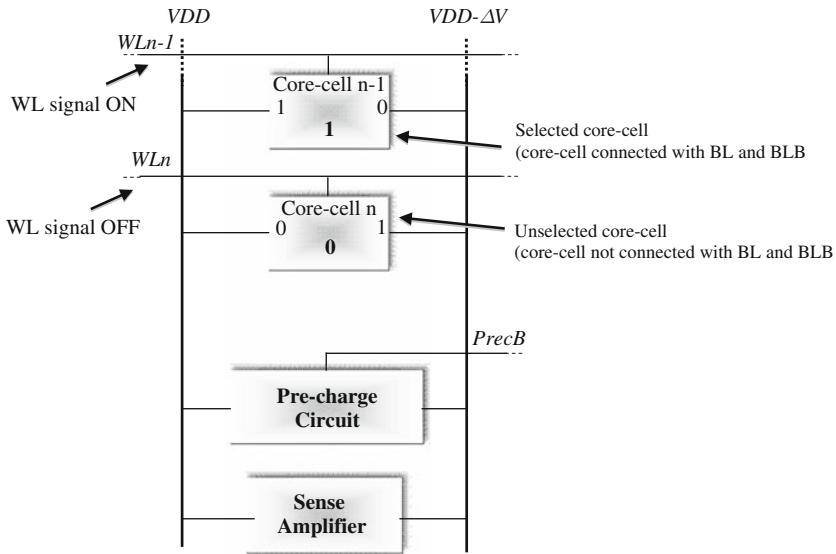 VDD
VDD-ΔV
WLn-1
WL signal ON
Core-cell n-1
1 0
1
Selected core-cell
(core-cell connected with BL and BLB
WLn
WL signal OFF
Core-cell n
0 1
0
Unselected core-cell
(core-cell not connected with BL and BLB
PrecB
Pre-charge
Circuit
Sense
Amplifier